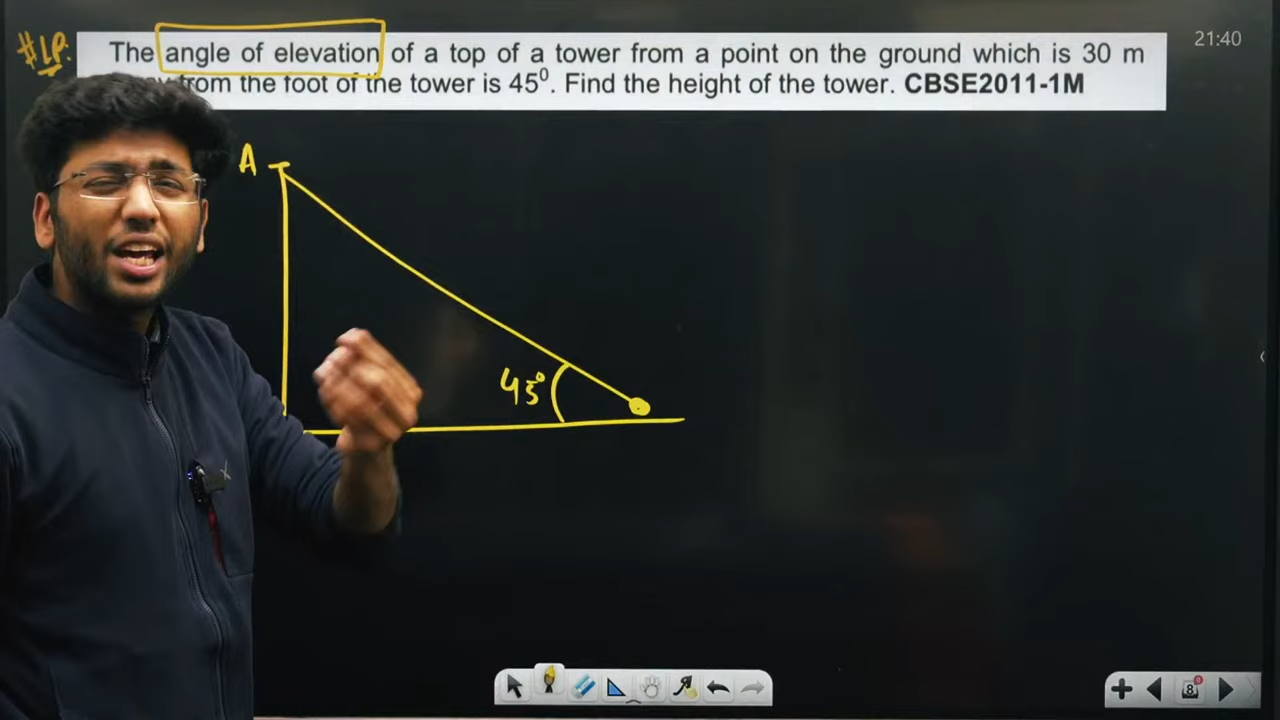 21:40
#LP.
The angle of elevation of a top of a tower from a point on the ground which is 30 m
from the foot of the tower is 45⁰. Find the height of the tower. CBSE2011-1M
A
45°
8